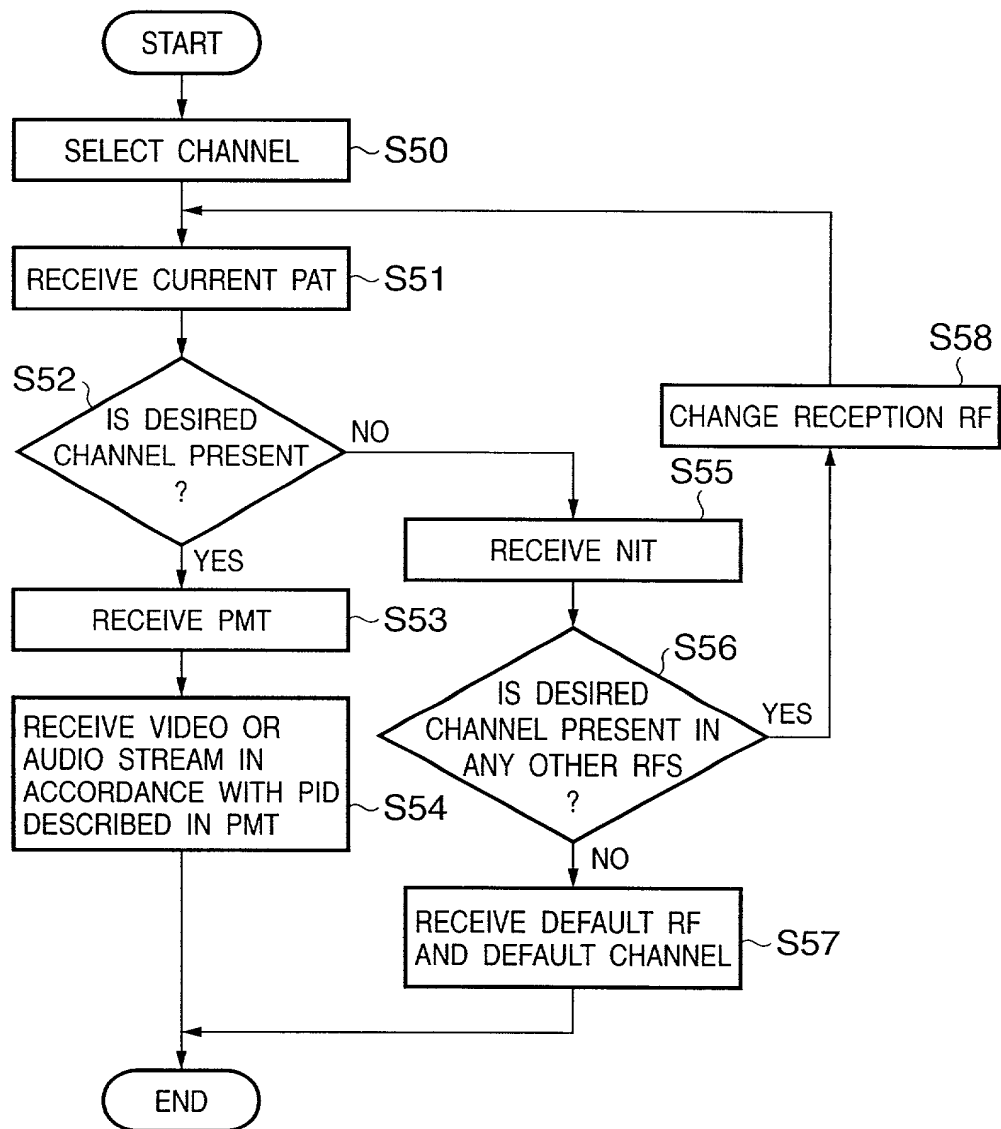 START
SELECT CHANNEL
S50
RECEIVE CURRENT PAT
S51
S52
IS DESIRED
CHANNEL PRESENT
?
NO
YES
RECEIVE PMT
S53
RECEIVE VIDEO OR
AUDIO STREAM IN
ACCORDANCE WITH PID
DESCRIBED IN PMT
S54
S55
RECEIVE NIT
S56
IS DESIRED
CHANNEL PRESENT IN
ANY OTHER RFS
?
YES
NO
S58
CHANGE RECEPTION RF
RECEIVE DEFAULT RF
AND DEFAULT CHANNEL
S57
END